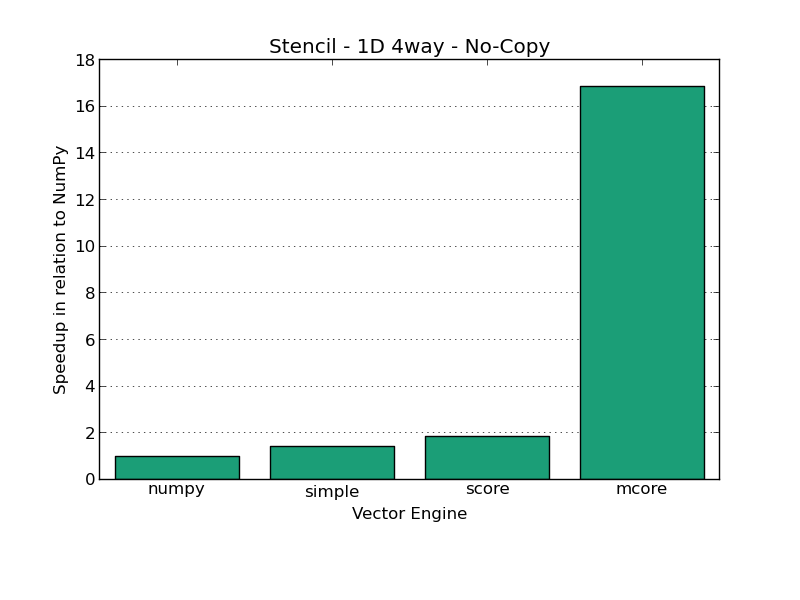 Stencil - 1D 4way - No-Copy
18
16
14
12
10
8
6
4
2
0
Speedup in relation to NumPy
numpy simple score mcore
Vector Engine